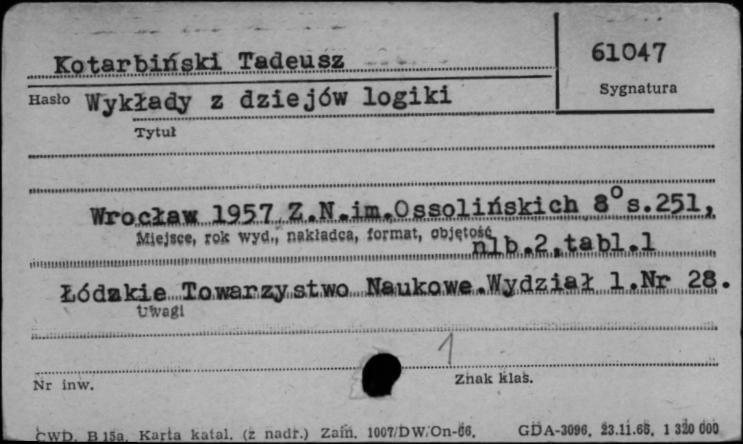 Kotarbiński Tadeusz
61047
Hasło Wykłady z dziejów logiki
Sygnatura
Tytuł
Wrocław 1957 Z.N.im.Ossolińskich 8° s.251,
Miejsce, rok wyd., nakładca, format, objętość
nlb.2,tabl.1
Łódzkie Towarzystwo Naukowe.Wydział 1.Nr 28.
Uwagi
1
Nr inw.
Znak klas.
CWD. B 15a. Karta katal. (z nadr.) Zam. 1007/DW/On-66. GDA-3096. 23.11.66. 1 320 000